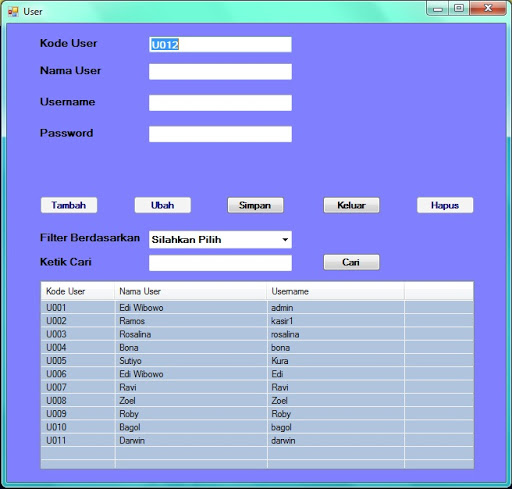 User
Kode User U012
Nama User
Username
Password
Tambah Ubah Simpan Keluar Hapus
Filter Berdasarkan Silahkan Pilih
Ketik Cari Cari
Kode User Nama User Username
U001 Edi Wibowo admin
U002 Ramos kasir1
U003 Rosalina rosalina
U004 Bona bona
U005 Sutiyo Kura
U006 Edi Wibowo Edi
U007 Ravi Ravi
U008 Zoel Zoel
U009 Roby Roby
U010 Bagol bagol
U011 Darwin darwin